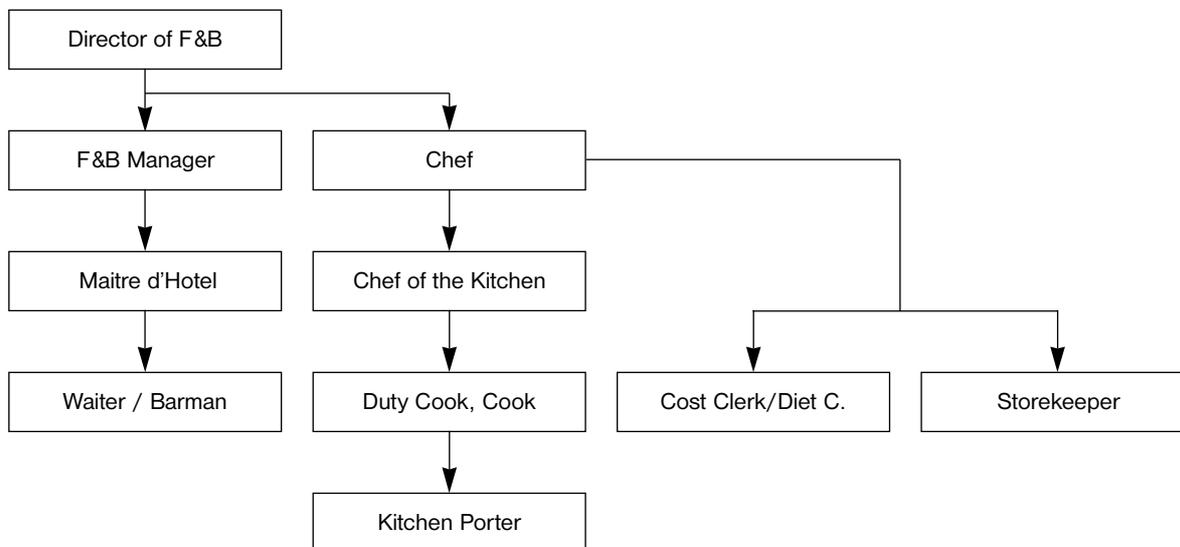 Director of F&B
F&B Manager
Chef
Maitre d'Hotel
Chef of the Kitchen
Waiter / Barman
Duty Cook, Cook
Cost Clerk/Diet C.
Storekeeper
Kitchen Porter